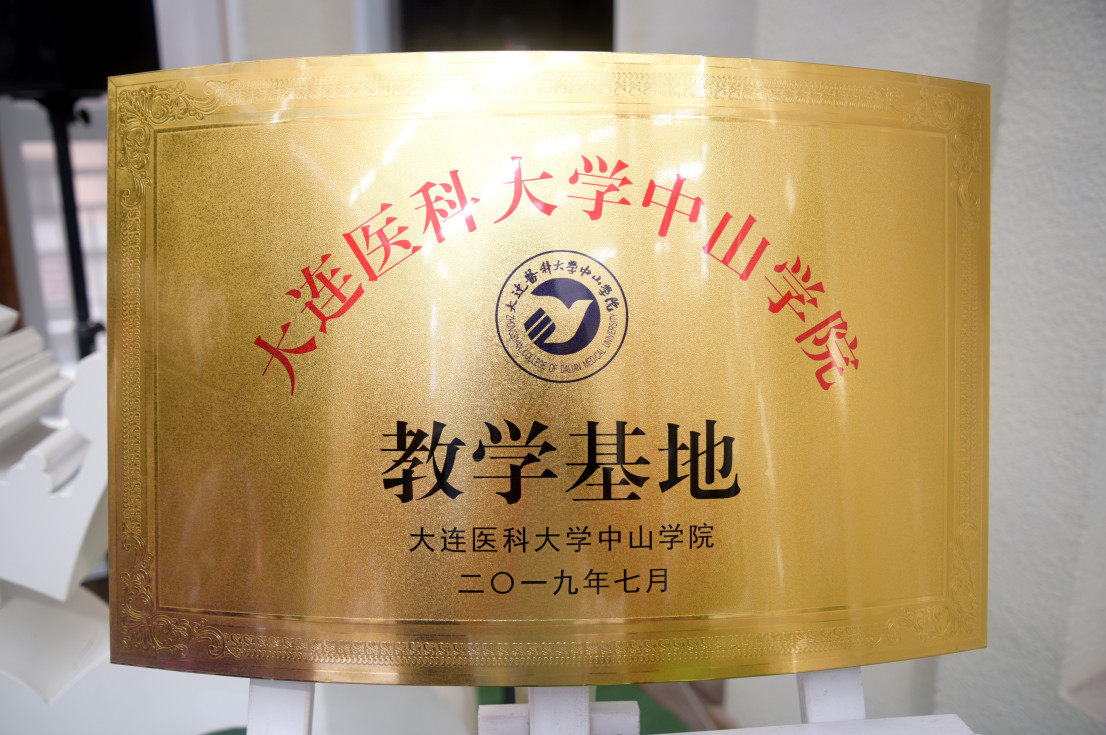 大连医科大学中山学院
大连医科大学中山学院
ZHONGSHAN COLLEGE OF DALIAN MEDICAL UNIVERSITY
教学基地
大连医科大学中山学院
二〇一九年七月